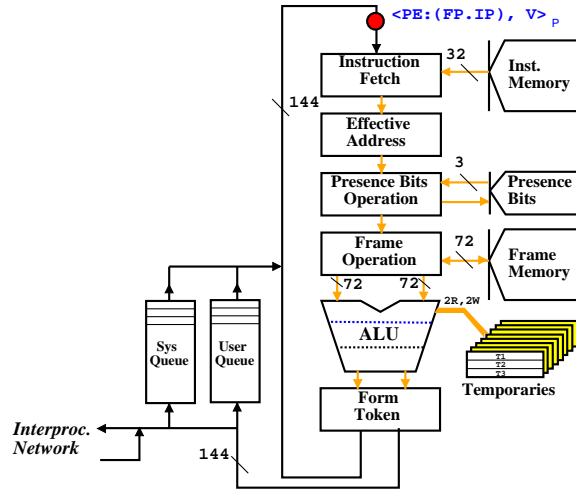 <PE:(FP.IP), V>P
32
Instruction
Fetch
Inst.
Memory
144
Effective
Address
3
Presence Bits
Operation
Presence
Bits
Frame
Operation
72
Frame
Memory
72
72
2R,2W
Sys
Queue
User
Queue
ALU
T1
T2
T3
Temporaries
Form
Token
Interproc.
Network
144